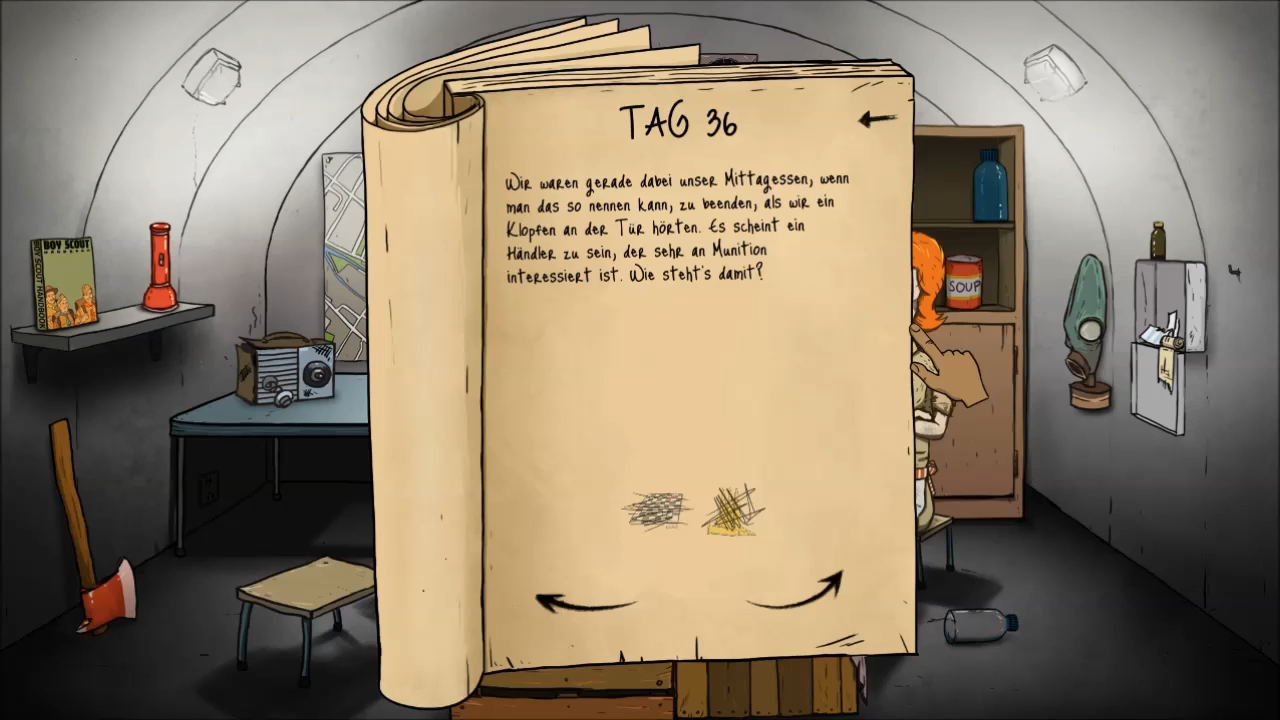 TAG 36
Wir waren gerade dabei unser Mittagessen, wenn
man das so nennen kann, zu beenden, als wir ein
Klopfen an der Tür hörten. Es scheint ein
Händler zu sein, der sehr an Munition
interessiert ist. Wie steht's damit?
BOY SCOUT
BOY SCOUT HANDBOOK
SOUP